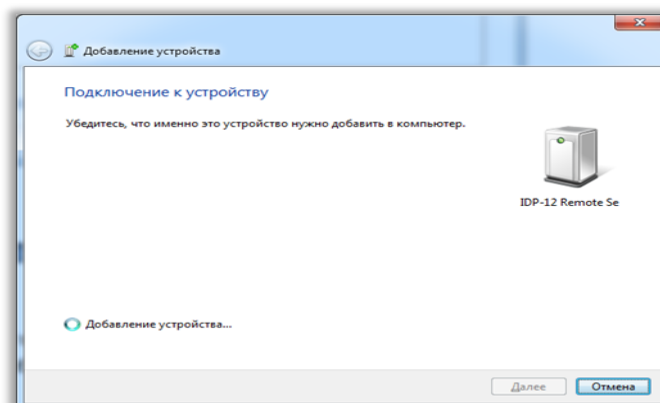 Добавление устройства
Подключение к устройству
Убедитесь, что именно это устройство нужно добавить в компьютер.
IDP-12 Remote Se
Добавление устройства...
Далее
Отмена